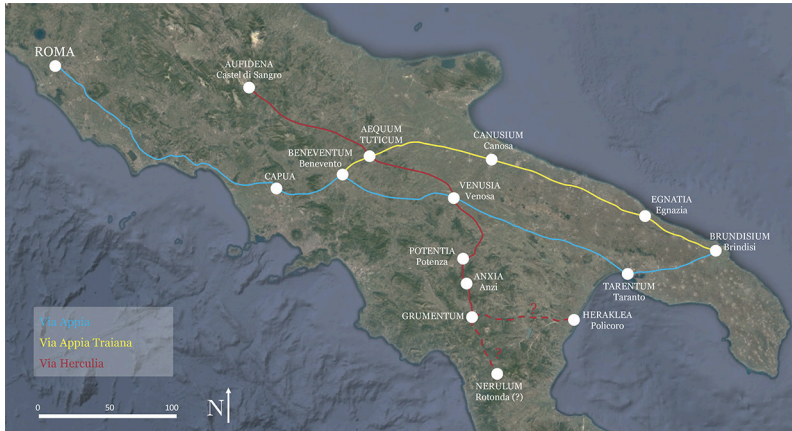 ROMA
AUFIDENA
Castel di Sangro
AEQUUM
TUTICUM
CANUSIUM
Canosa
BENEVENTUM
Benevento
CAPUA
VENUSIA
Venosa
EGNATIA
Egnazia
BRUNDISIUM
Brindisi
POTENTIA
Potenza
ANXIA
Anzi
TARENTUM
Taranto
GRUMENTUM
?
HERAKLEA
Policoro
?
NERULUM
Rotonda (?)
Via Appia
Via Appia Traiana
Via Herculia
0 50 100
N